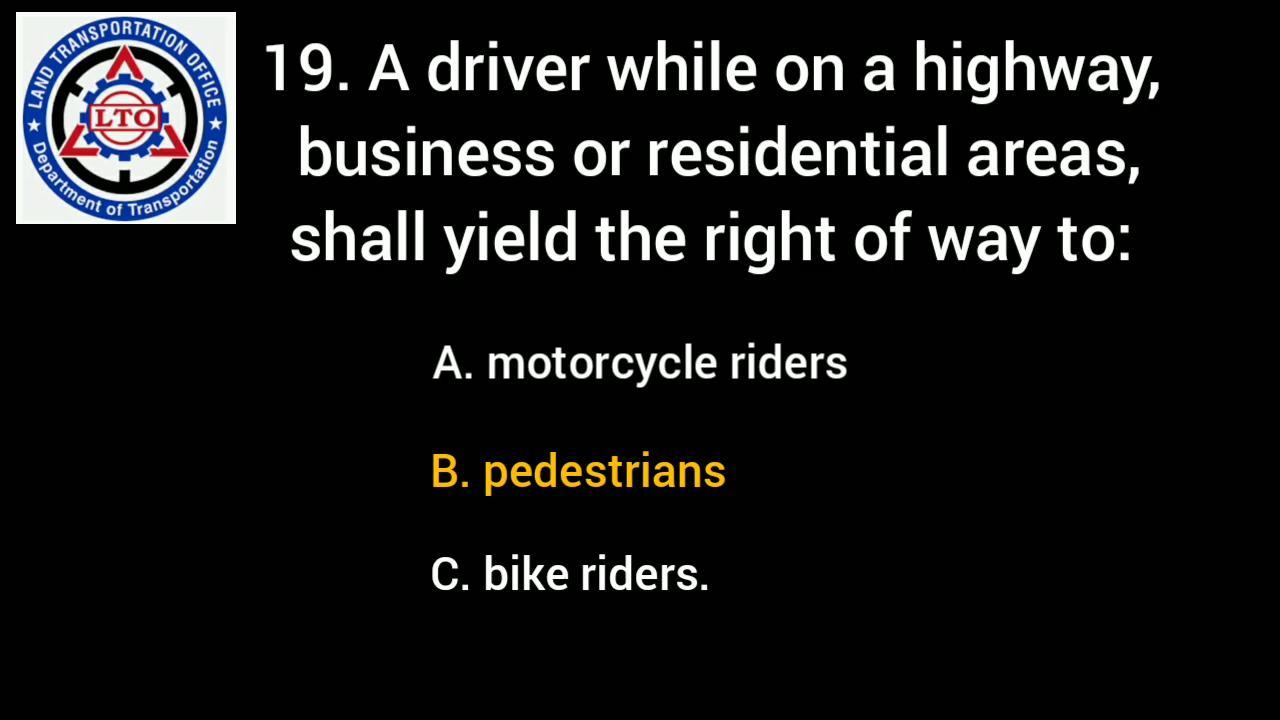 LAND TRANSPORTATION OFFICE
LTO
Department of Transportation
19. A driver while on a highway,
business or residential areas,
shall yield the right of way to:
A. motorcycle riders
B. pedestrians
C. bike riders.